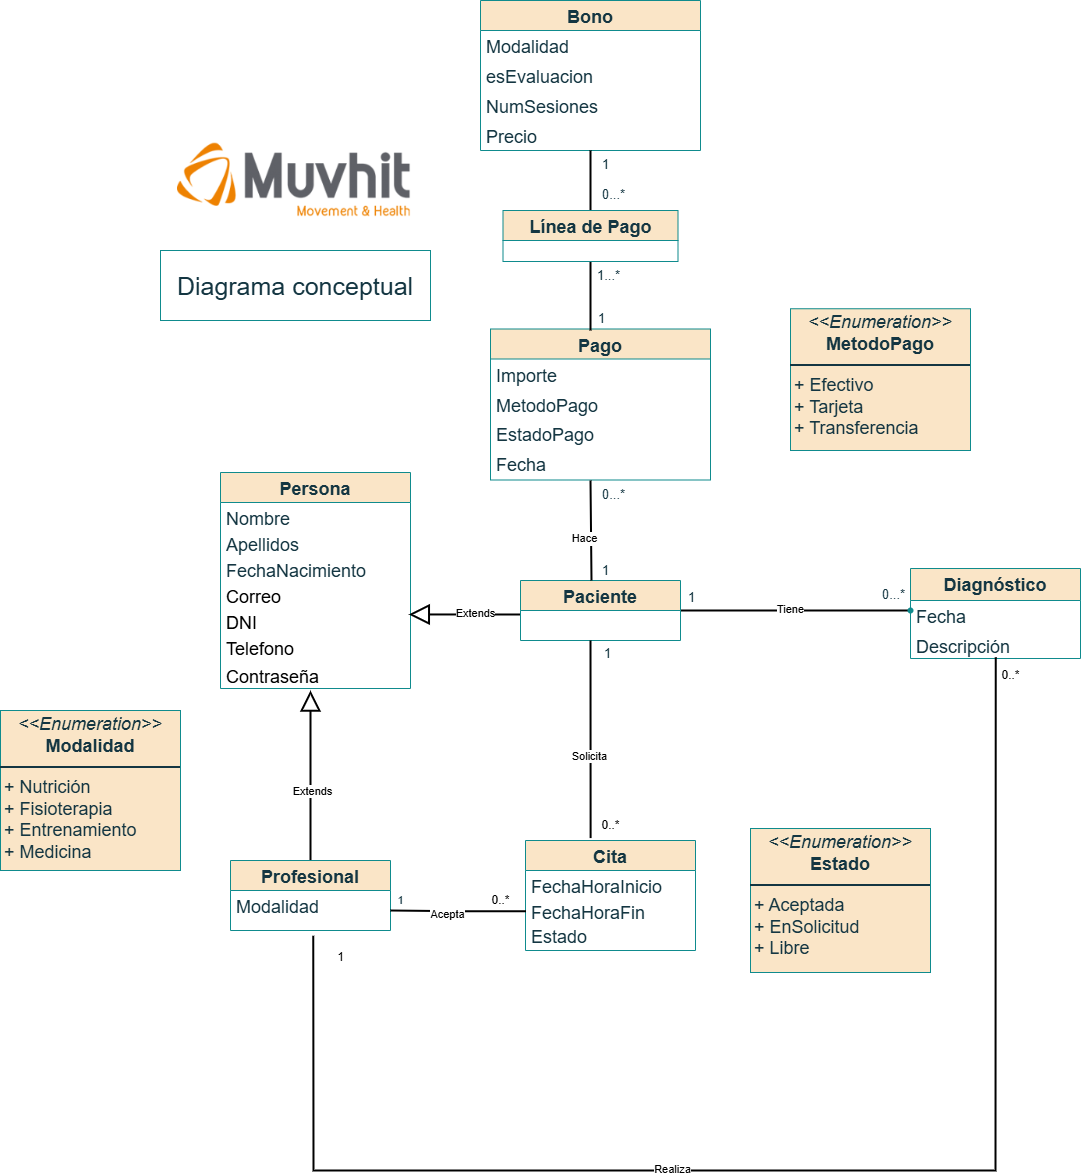 Bono
Modalidad
esEvaluacion
NumSesiones
Precio
1
0...*
Muvhit
Movement & Health
Línea de Pago
Diagrama conceptual
1...*
1
Pago
Importe
MetodoPago
EstadoPago
Fecha
<<Enumeration>>
MetodoPago
+ Efectivo
+ Tarjeta
+ Transferencia
0...*
Hace
1
Persona
Nombre
Apellidos
FechaNacimiento
Correo
DNI
Telefono
Contraseña
Extends
Paciente
1
Tiene
0...*
Diagnóstico
Fecha
Descripción
0..*
1
Solicita
0..*
<<Enumeration>>
Modalidad
+ Nutrición
+ Fisioterapia
+ Entrenamiento
+ Medicina
Extends
Profesional
Modalidad
1
Acepta
0..*
Cita
FechaHoraInicio
FechaHoraFin
Estado
<<Enumeration>>
Estado
+ Aceptada
+ EnSolicitud
+ Libre
1
Realiza